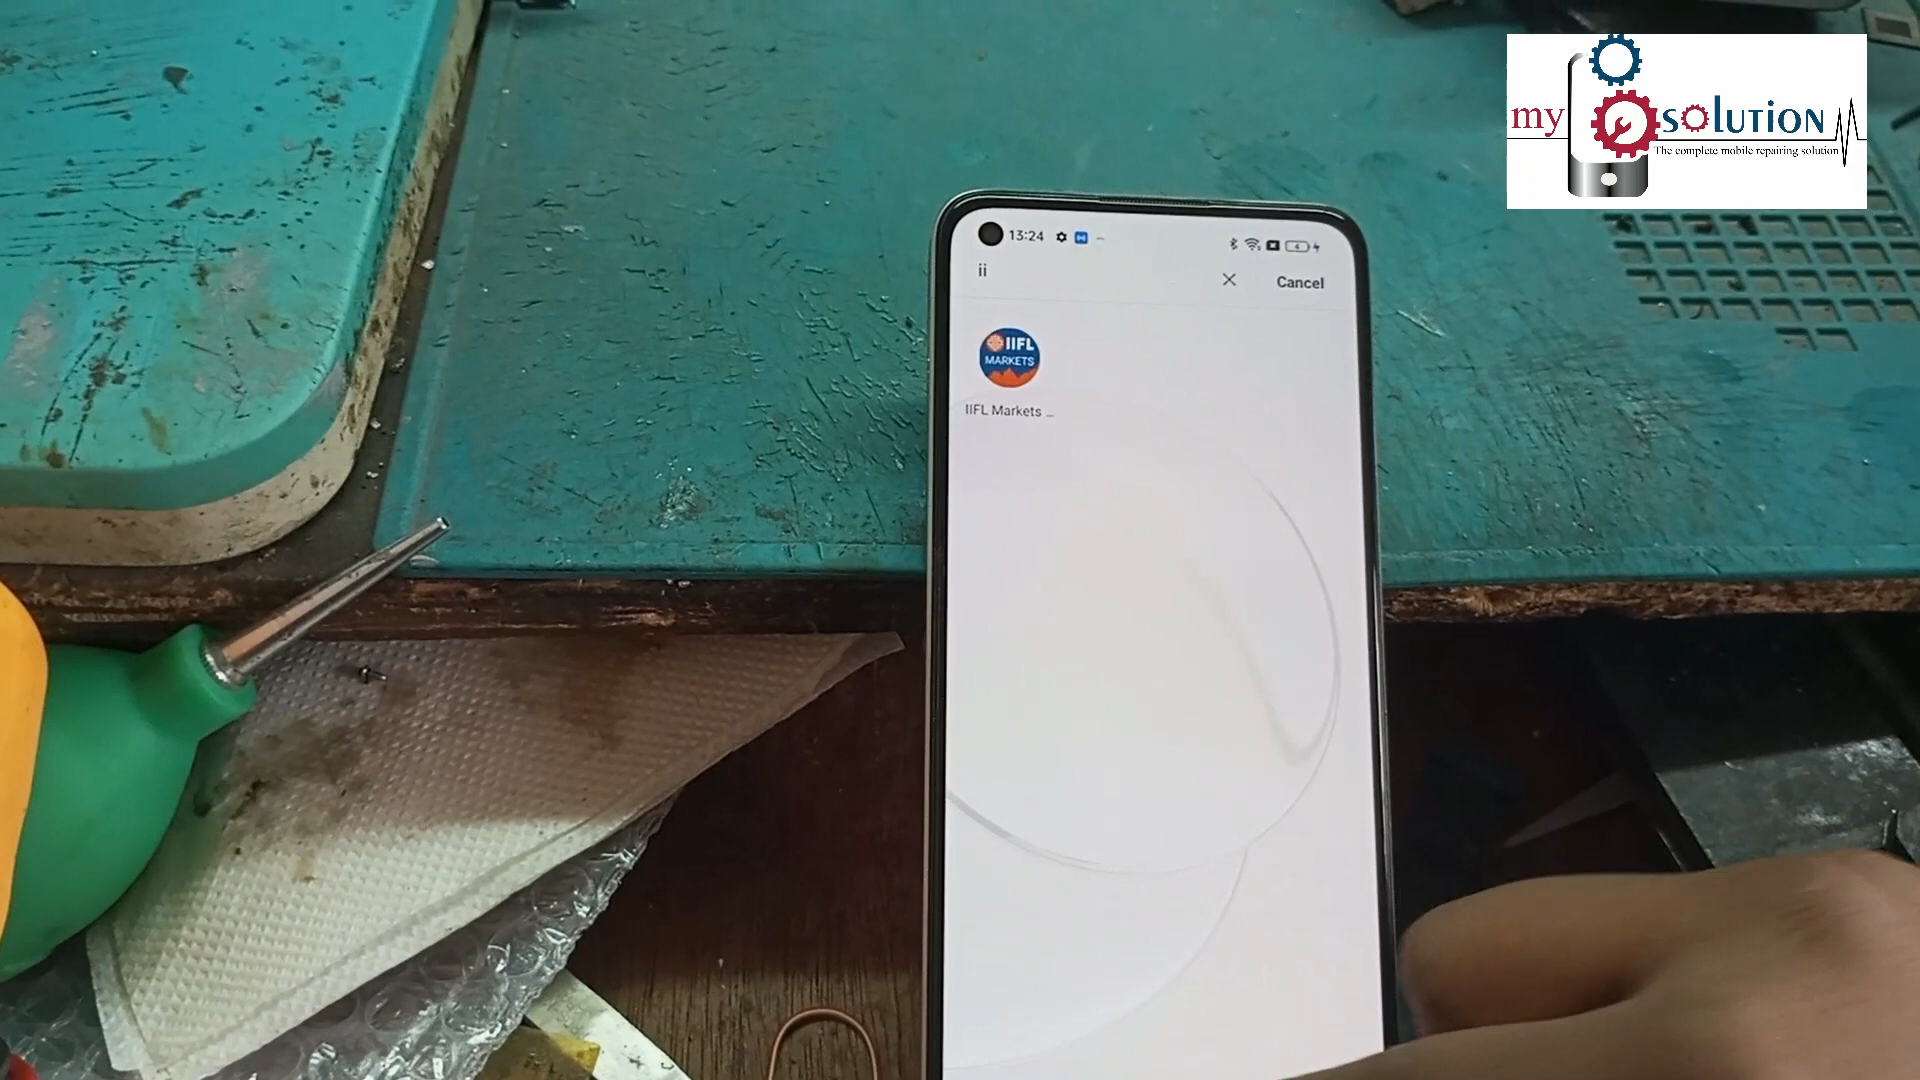 my solution
The complete mobile repairing solution
13:24
ii
Cancel
IIFL
MARKETS
IIFL Markets ...